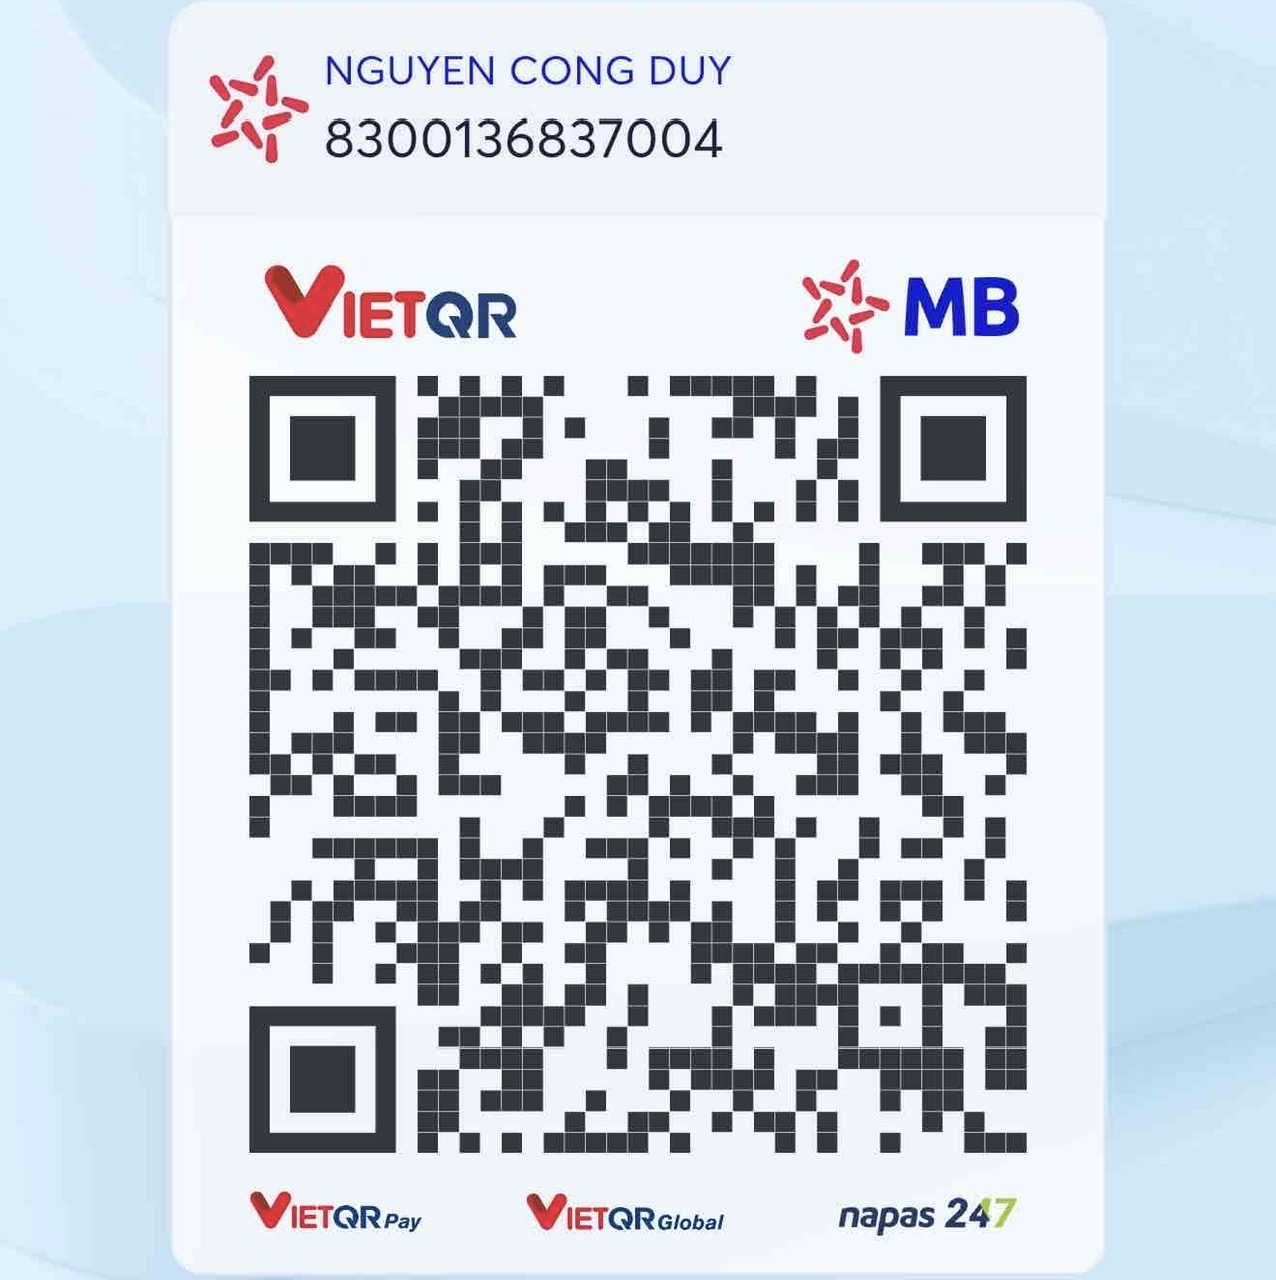 NGUYEN CONG DUY
8300136837004
VIETQR
MB
VIETQR Pay
VIETQR Global
napas 247